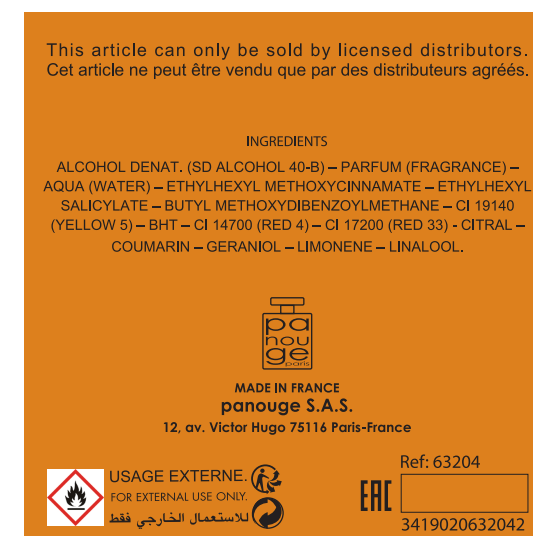 This article can only be sold by licensed distributors.
Cet article ne peut être vendu que par des distributeurs agréés.
INGREDIENTS
ALCOHOL DENAT. (SD ALCOHOL 40-B) – PARFUM (FRAGRANCE) –
AQUA (WATER) – ETHYLHEXYL METHOXYCINNAMATE – ETHYLHEXYL
SALICYLATE – BUTYL METHOXYDIBENZOYLMETHANE – CI 19140
(YELLOW 5) – BHT – CI 14700 (RED 4) – CI 17200 (RED 33) - CITRAL –
COUMARIN – GERANIOL – LIMONENE – LINALOOL.
pa
nou
ge
paris
MADE IN FRANCE
panouge S.A.S.
12, av. Victor Hugo 75116 Paris-France
USAGE EXTERNE.
FOR EXTERNAL USE ONLY.
للاستعمال الخارجي فقط
Ref: 63204
EAC
3419020632042